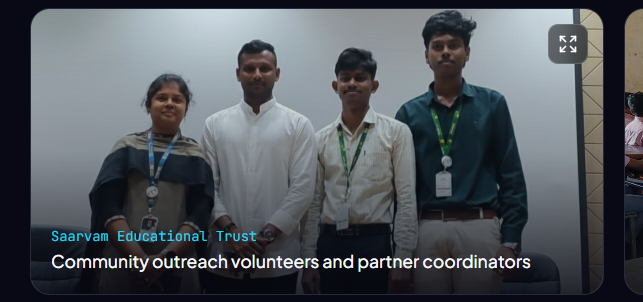 Saarvam Educational Trust
Community outreach volunteers and partner coordinators